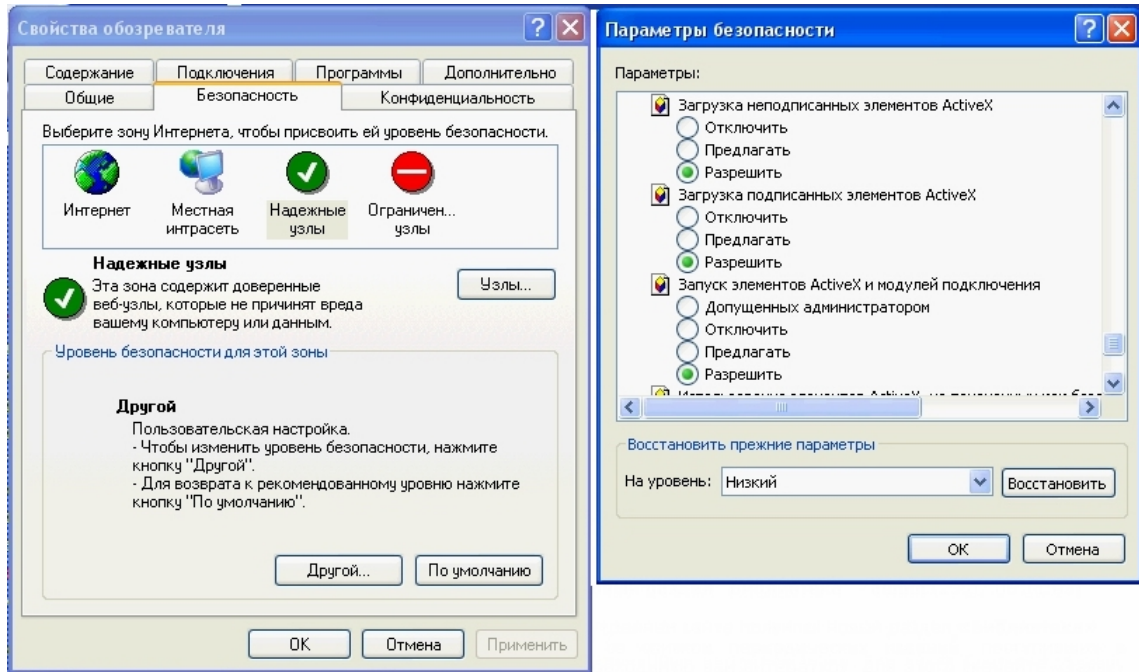 Свойства обозревателя
Содержание
Подключения
Программы
Дополнительно
Общие
Безопасность
Конфиденциальность
Выберите зону Интернета, чтобы присвоить ей уровень безопасности.
Интернет
Местная
интрасеть
Надежные
узлы
Ограничен...
узлы
Надежные узлы
Эта зона содержит доверенные
веб-узлы, которые не причинят вреда
вашему компьютеру или данным.
Узлы...
Уровень безопасности для этой зоны
Другой
Пользовательская настройка.
- Чтобы изменить уровень безопасности, нажмите
кнопку "Другой".
- Для возврата к рекомендованному уровню нажмите
кнопку "По умолчанию".
Другой...
По умолчанию
OK
Отмена
Применить
Параметры безопасности
Параметры:
Загрузка неподписанных элементов ActiveX
Отключить
Предлагать
Разрешить
Загрузка подписанных элементов ActiveX
Отключить
Предлагать
Разрешить
Запуск элементов ActiveX и модулей подключения
Допущенных администратором
Отключить
Предлагать
Разрешить
Восстановить прежние параметры
На уровень:
Низкий
Восстановить
OK
Отмена